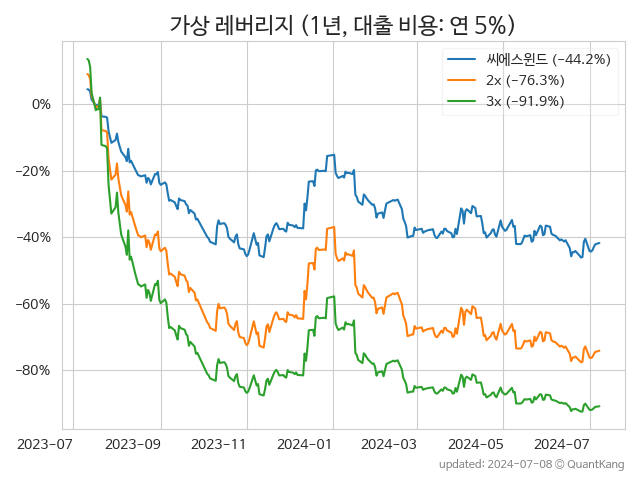 가상 레버리지 (1년, 대출 비용: 연 5%)
씨에스윈드 (−44.2%)
2x (−76.3%)
3x (−91.9%)
0%
−20%
−40%
−60%
−80%
2023-07
2023-09
2023-11
2024-01
2024-03
2024-05
2024-07
updated: 2024-07-08 © QuantKang